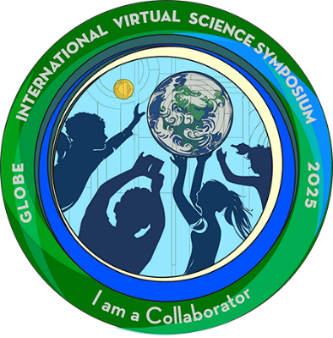 GLOBE INTERNATIONAL VIRTUAL SCIENCE SYMPOSIUM 2025
I am a Collaborator